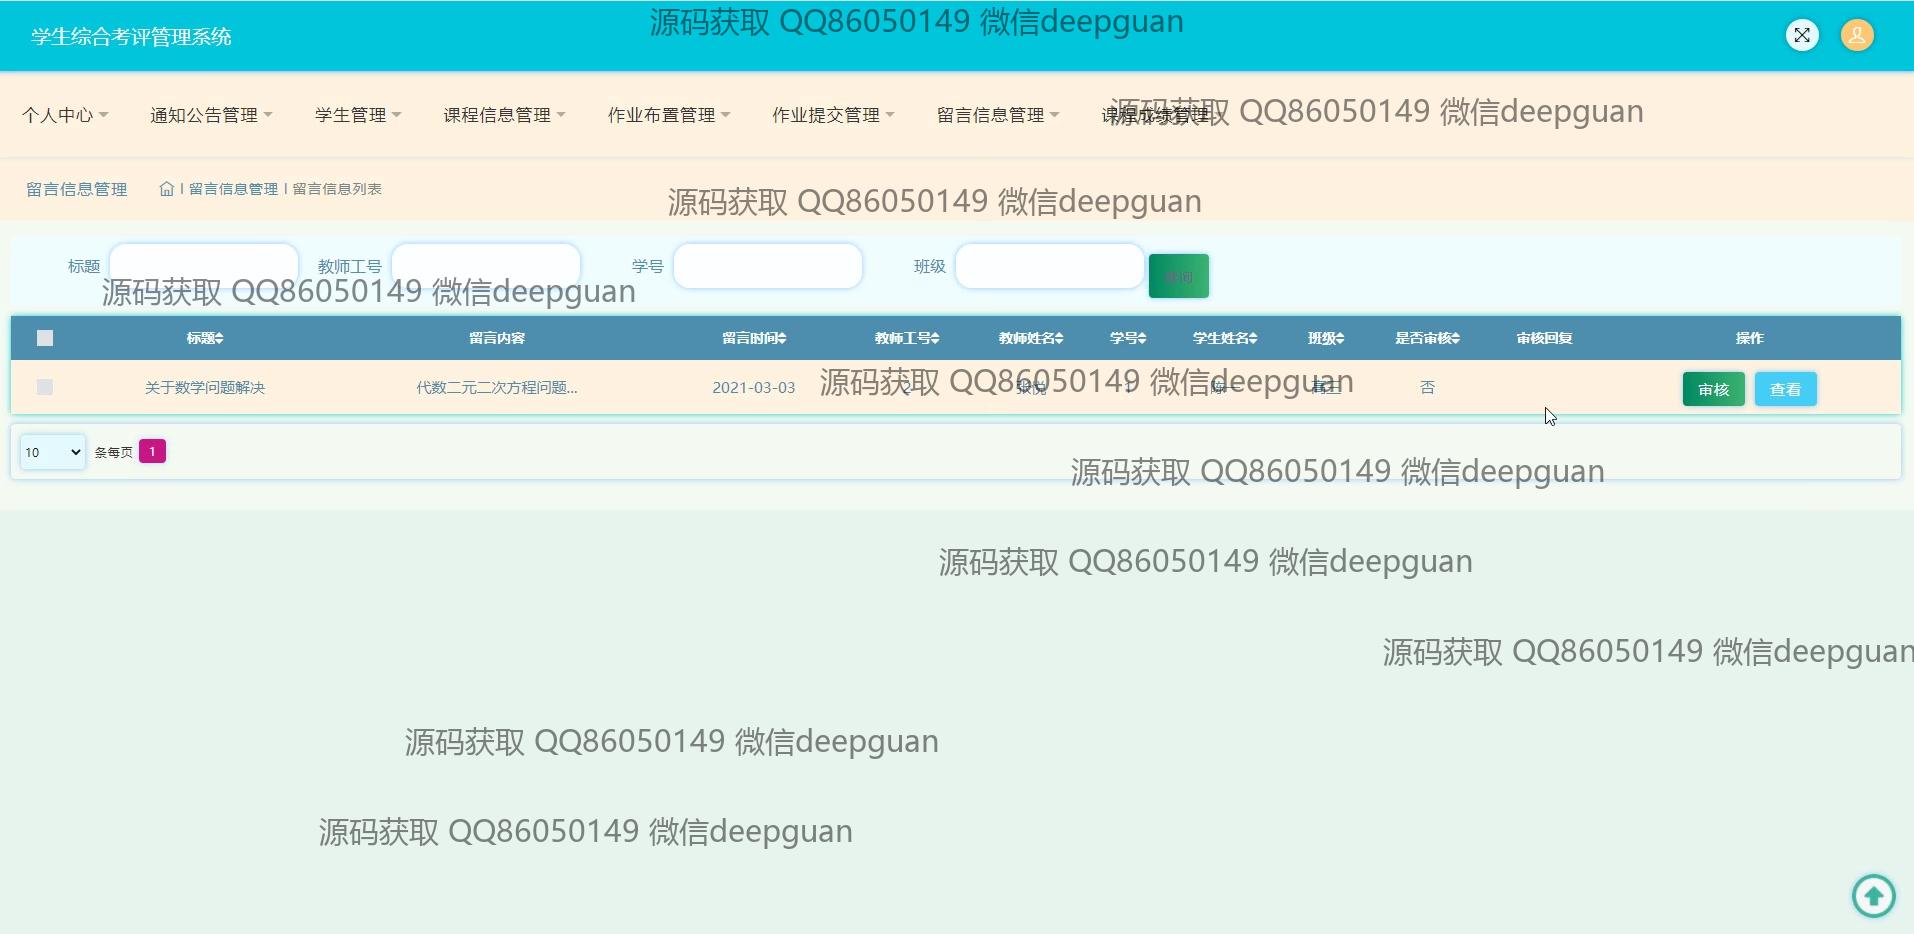 源码获取 QQ86050149 微信deepguan
学生综合考评管理系统
个人中心 通知公告管理 学生管理 课程信息管理 作业布置管理 作业提交管理 留言信息管理 课程成绩管理
源码获取 QQ86050149 微信deepguan
留言信息管理 留言信息管理 留言信息列表
源码获取 QQ86050149 微信deepguan
标题 教师工号 学号 班级 查询
源码获取 QQ86050149 微信deepguan
标题 留言内容 留言时间 教师工号 教师姓名 学号 学生姓名 班级 是否审核 审核回复 操作
关于数学问题解决 代数二元二次方程问题... 2021-03-03 2 张悦 1 陈一 高三 否 审核 查看
源码获取 QQ86050149 微信deepguan
10 条每页 1
源码获取 QQ86050149 微信deepguan
源码获取 QQ86050149 微信deepguan
源码获取 QQ86050149 微信deepguan
源码获取 QQ86050149 微信deepguan
源码获取 QQ86050149 微信deepguan